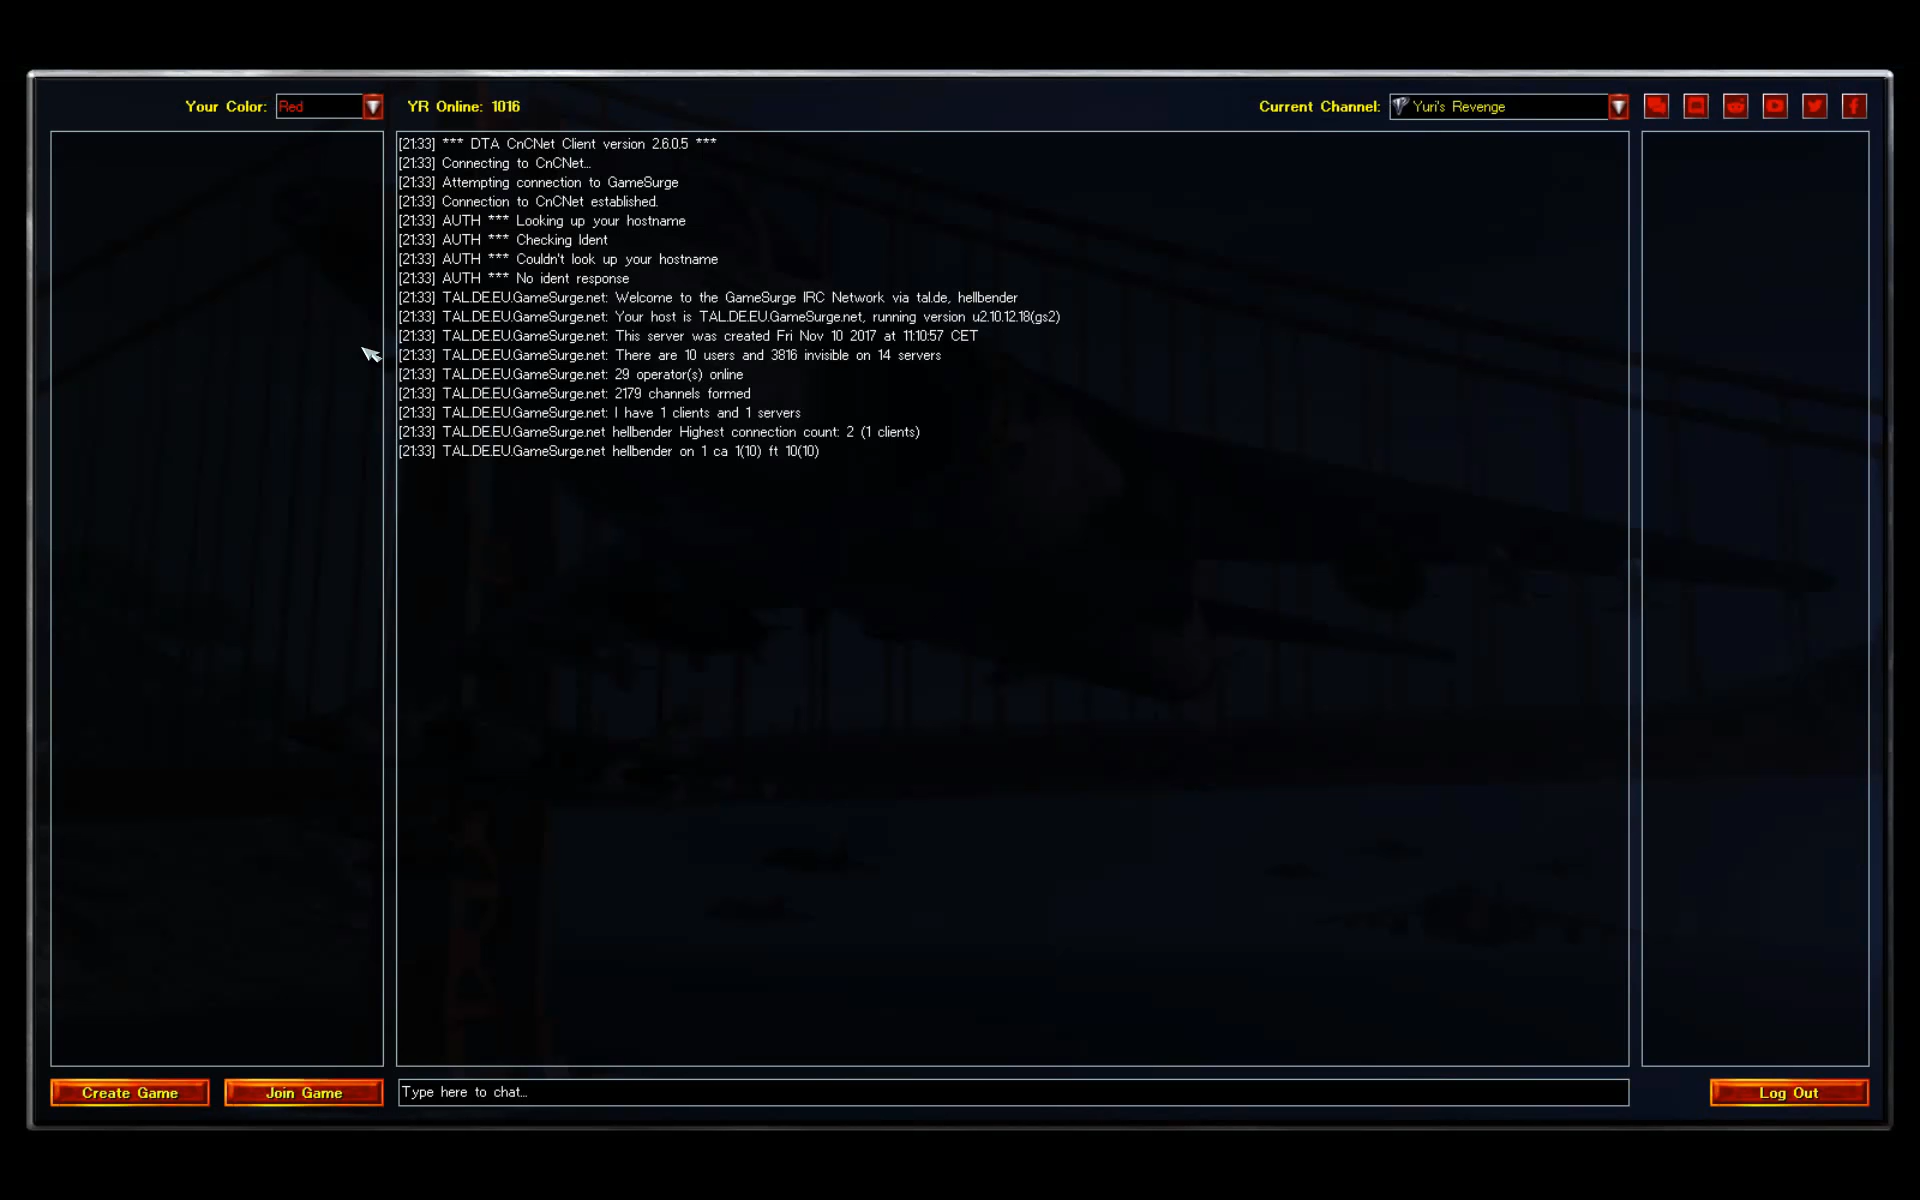 Your Color: Red YR Online: 1016 Current Channel: Yuri's Revenge
[21:33] *** DTA CnCNet Client version 2.6.0.5 ***
[21:33] Connecting to CnCNet...
[21:33] Attempting connection to GameSurge
[21:33] Connection to CnCNet established.
[21:33] AUTH *** Looking up your hostname
[21:33] AUTH *** Checking Ident
[21:33] AUTH *** Couldn't look up your hostname
[21:33] AUTH *** No ident response
[21:33] TAL.DE.EU.GameSurge.net: Welcome to the GameSurge IRC Network via tal.de, hellbender
[21:33] TAL.DE.EU.GameSurge.net: Your host is TAL.DE.EU.GameSurge.net, running version u2.10.12.18(gs2)
[21:33] TAL.DE.EU.GameSurge.net: This server was created Fri Nov 10 2017 at 11:10:57 CET
[21:33] TAL.DE.EU.GameSurge.net: There are 10 users and 3816 invisible on 14 servers
[21:33] TAL.DE.EU.GameSurge.net: 29 operator(s) online
[21:33] TAL.DE.EU.GameSurge.net: 2179 channels formed
[21:33] TAL.DE.EU.GameSurge.net: I have 1 clients and 1 servers
[21:33] TAL.DE.EU.GameSurge.net hellbender Highest connection count: 2 (1 clients)
[21:33] TAL.DE.EU.GameSurge.net hellbender on 1 ca 1(10) ft 10(10)
Create Game Join Game Type here to chat... Log Out